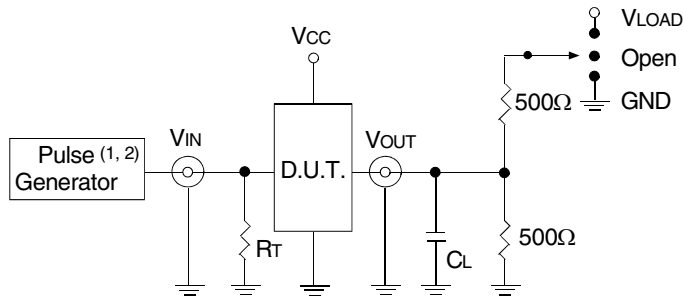 VLOAD
VCC
Open
500Ω
GND
Pulse (1, 2)
Generator
VIN
D.U.T.
VOUT
RT
CL
500Ω